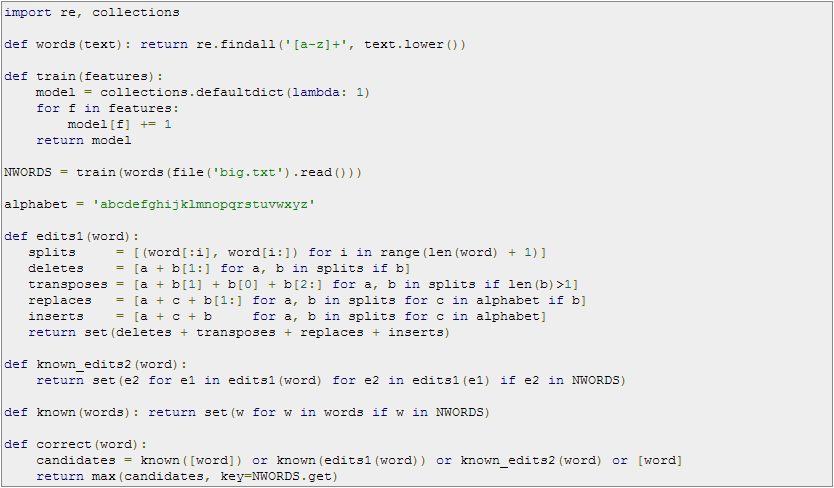 import re, collections

def words(text): return re.findall('[a-z]+', text.lower())

def train(features):
    model = collections.defaultdict(lambda: 1)
    for f in features:
        model[f] += 1
    return model

NWORDS = train(words(file('big.txt').read()))

alphabet = 'abcdefghijklmnopqrstuvwxyz'

def edits1(word):
   splits     = [(word[:i], word[i:]) for i in range(len(word) + 1)]
   deletes    = [a + b[1:] for a, b in splits if b]
   transposes = [a + b[1] + b[0] + b[2:] for a, b in splits if len(b)>1]
   replaces   = [a + c + b[1:] for a, b in splits for c in alphabet if b]
   inserts    = [a + c + b     for a, b in splits for c in alphabet]
   return set(deletes + transposes + replaces + inserts)

def known_edits2(word):
    return set(e2 for e1 in edits1(word) for e2 in edits1(e1) if e2 in NWORDS)

def known(words): return set(w for w in words if w in NWORDS)

def correct(word):
    candidates = known([word]) or known(edits1(word)) or known_edits2(word) or [word]
    return max(candidates, key=NWORDS.get)